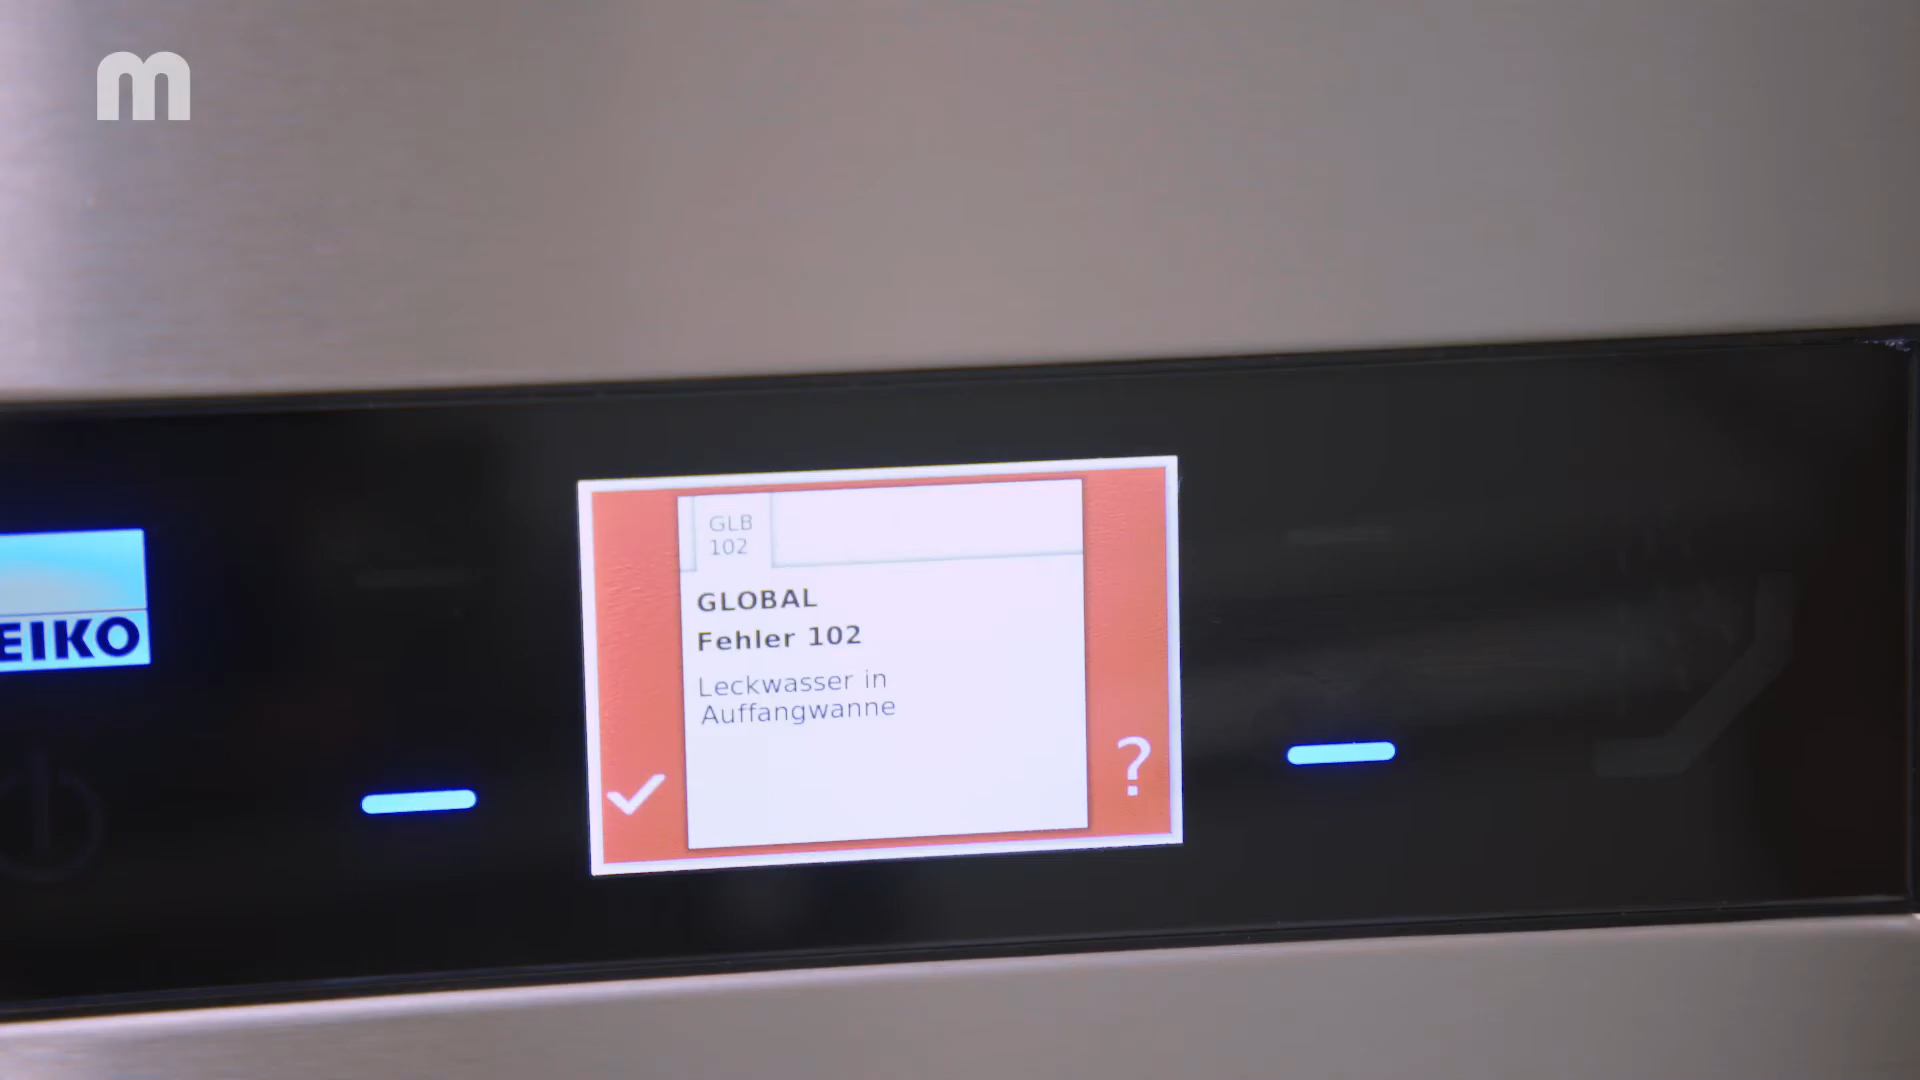 m
EIKO
GLB
102
GLOBAL
Fehler 102
Leckwasser in
Auffangwanne
?